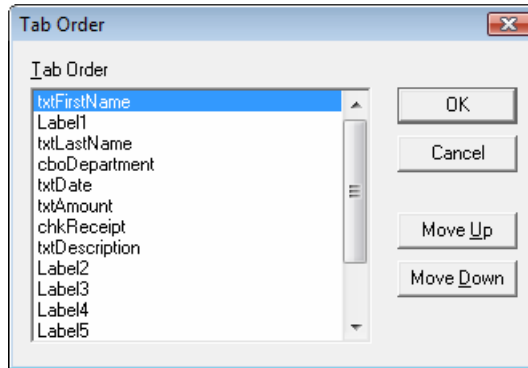 Tab Order
Tab Order
txtFirstName
Label1
txtLastName
cboDepartment
txtDate
txtAmount
chkReceipt
txtDescription
Label2
Label3
Label4
Label5
OK
Cancel
Move Up
Move Down